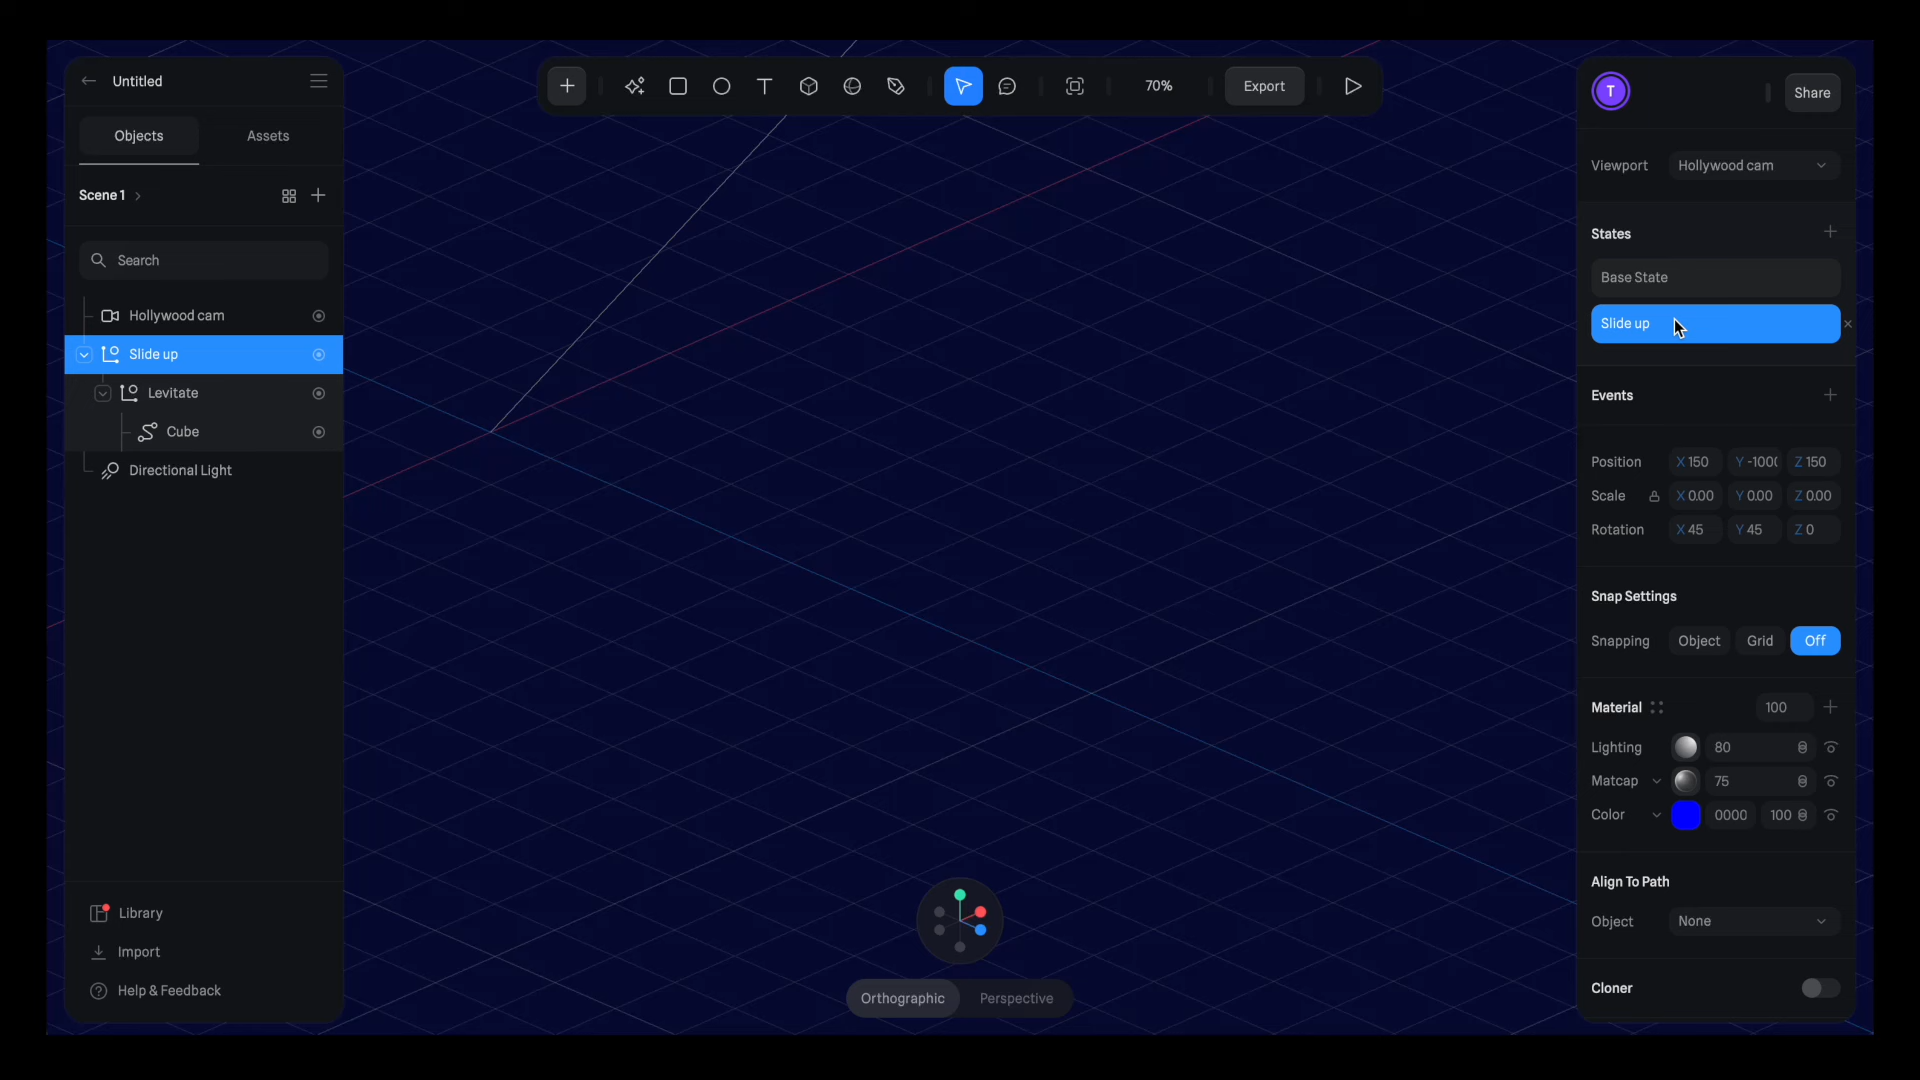 Untitled
Objects
Assets
Scene 1
Search
Hollywood cam
Slide up
Levitate
Cube
Directional Light
Library
Import
Help & Feedback
T
70%
Export
Orthographic
Perspective
T
Share
Viewport
Hollywood cam
States
Base State
Slide up
Events
Position X 150 Y -100( Z 150
Scale X 0.00 Y 0.00 Z 0.00
Rotation X 45 Y 45 Z 0
Snap Settings
Snapping Object Grid Off
Material 100
Lighting 80
Matcap 75
Color 0000 100
Align To Path
Object None
Cloner